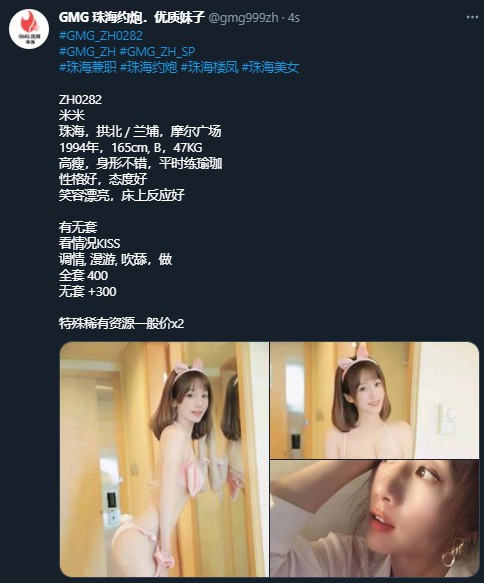 GMG 珠海约炮．优质妹子 @gmg999zh · 4s
#GMG_ZH0282
#GMG_ZH #GMG_ZH_SP
#珠海兼职 #珠海约炮 #珠海楼凤 #珠海美女
ZH0282
米米
珠海，拱北 / 兰埔，摩尔广场
1994年，165cm, B，47KG
高瘦，身形不错，平时练瑜珈
性格好，态度好
笑容漂亮，床上反应好
有无套
看情况KISS
调情, 漫游, 吹舔，做
全套 400
无套 +300
特殊稀有资源一般价x2